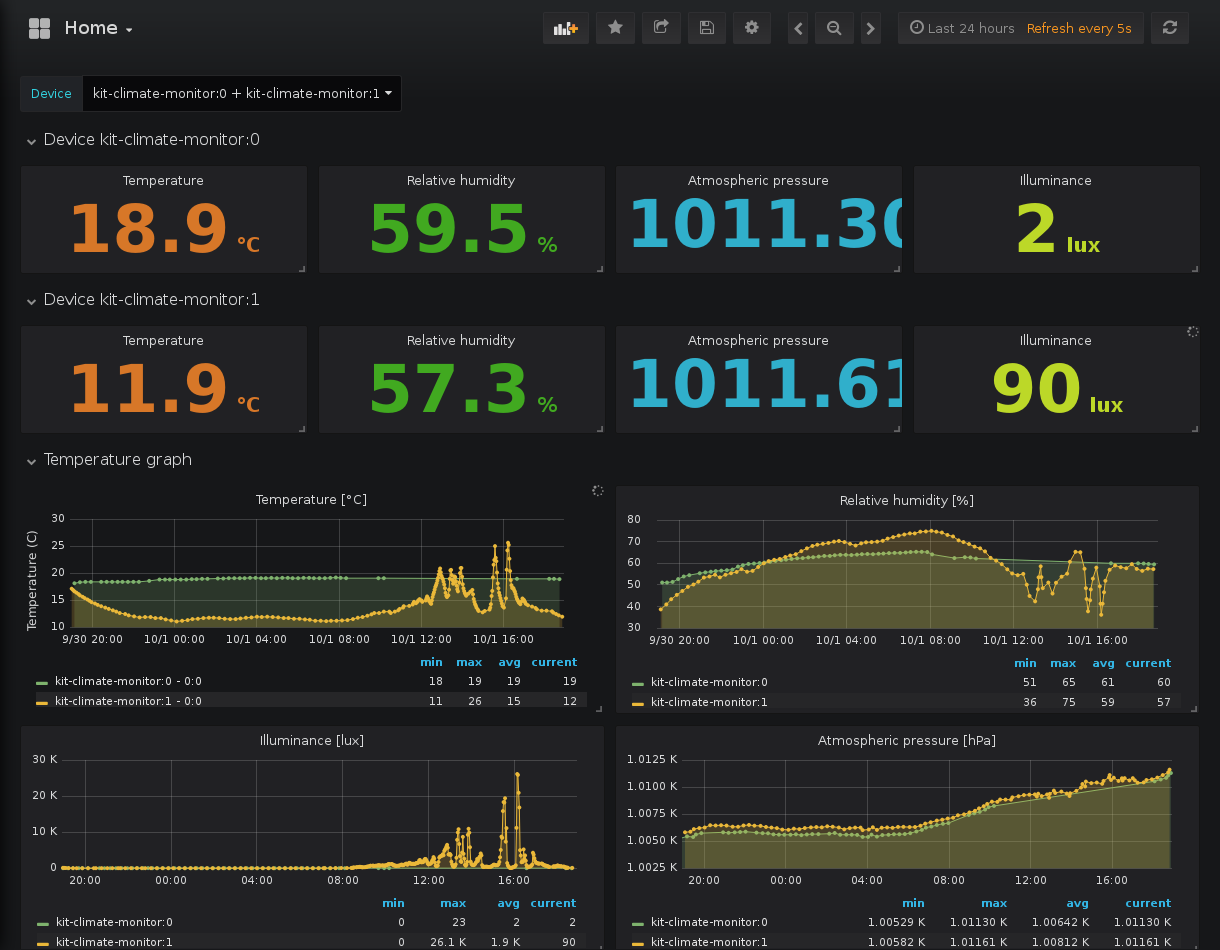 Home
Last 24 hours Refresh every 5s
Device kit-climate-monitor:0 + kit-climate-monitor:1
Device kit-climate-monitor:0
Temperature Relative humidity Atmospheric pressure Illuminance
18.9 °C 59.5 % 1011.30 2 lux
Device kit-climate-monitor:1
Temperature Relative humidity Atmospheric pressure Illuminance
11.9 °C 57.3 % 1011.61 90 lux
Temperature graph
Temperature [°C]
Temperature (C)
30
25
20
15
10
9/30 20:00 10/1 00:00 10/1 04:00 10/1 08:00 10/1 12:00 10/1 16:00
min max avg current
kit-climate-monitor:0 - 0:0 18 19 19 19
kit-climate-monitor:1 - 0:0 11 26 15 12
Relative humidity [%]
80
70
60
50
40
30
9/30 20:00 10/1 00:00 10/1 04:00 10/1 08:00 10/1 12:00 10/1 16:00
min max avg current
kit-climate-monitor:0 51 65 61 60
kit-climate-monitor:1 36 75 59 57
Illuminance [lux]
30 K
20 K
10 K
0
20:00 00:00 04:00 08:00 12:00 16:00
min max avg current
kit-climate-monitor:0 0 23 2 2
kit-climate-monitor:1 0 26.1 K 1.9 K 90
Atmospheric pressure [hPa]
1.0125 K
1.0100 K
1.0075 K
1.0050 K
1.0025 K
20:00 00:00 04:00 08:00 12:00 16:00
min max avg current
kit-climate-monitor:0 1.00529 K 1.01130 K 1.00642 K 1.01130 K
kit-climate-monitor:1 1.00582 K 1.01161 K 1.00812 K 1.01161 K